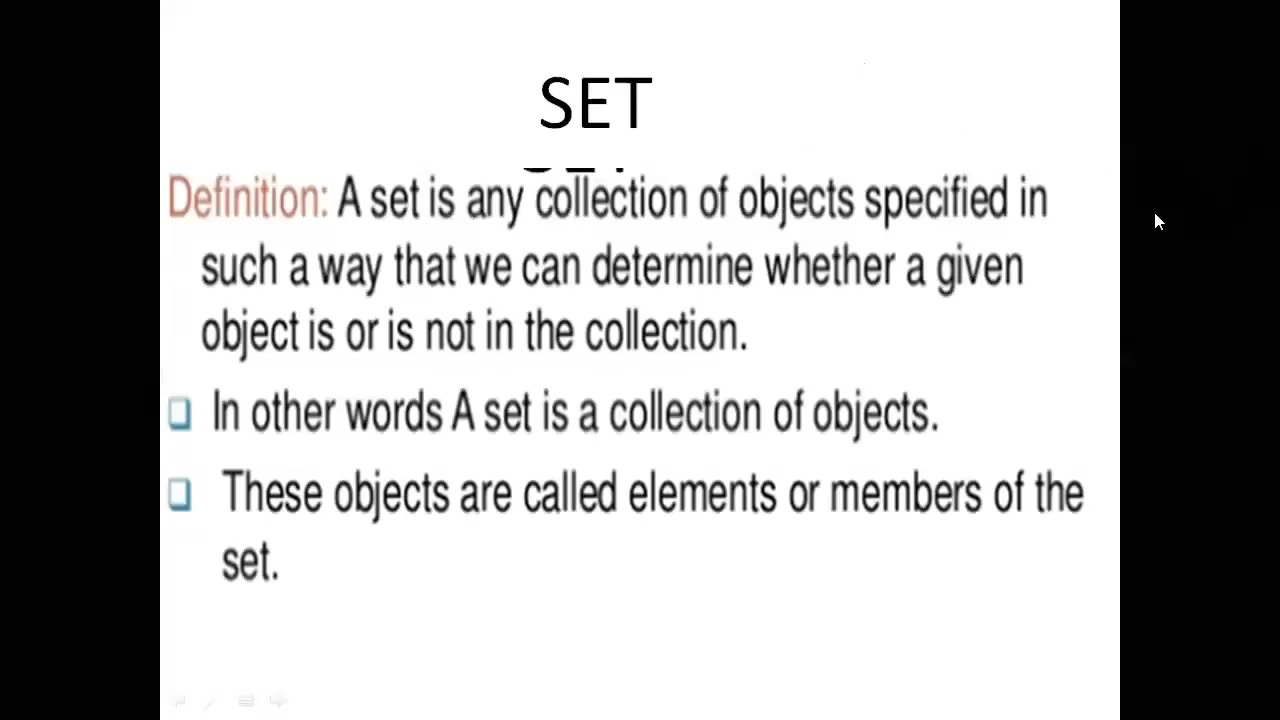 SET
Definition: A set is any collection of objects specified in
such a way that we can determine whether a given
object is or is not in the collection.
In other words A set is a collection of objects.
These objects are called elements or members of the
set.